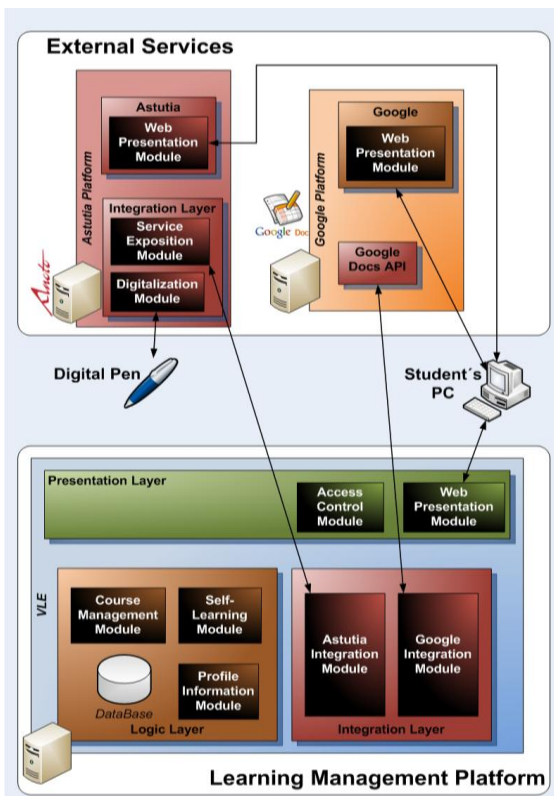 External Services
Astutia Platform
Astutia
Web
Presentation
Module
Integration Layer
Service
Exposition
Module
Digitalization
Module
Anoto
Google Platform
Google
Web
Presentation
Module
Google Doc
Google
Docs API
Digital Pen
Student´s
PC
Presentation Layer
Access
Control
Module
Web
Presentation
Module
VLE
Course
Management
Module
Self-
Learning
Module
Profile
Information
Module
DataBase
Logic Layer
Astutia
Integration
Module
Google
Integration
Module
Integration Layer
Learning Management Platform